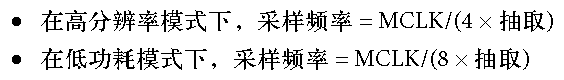 • 在高分辨率模式下，采样频率 = MCLK/(4 × 抽取)
• 在低功耗模式下，采样频率 = MCLK/(8 × 抽取)